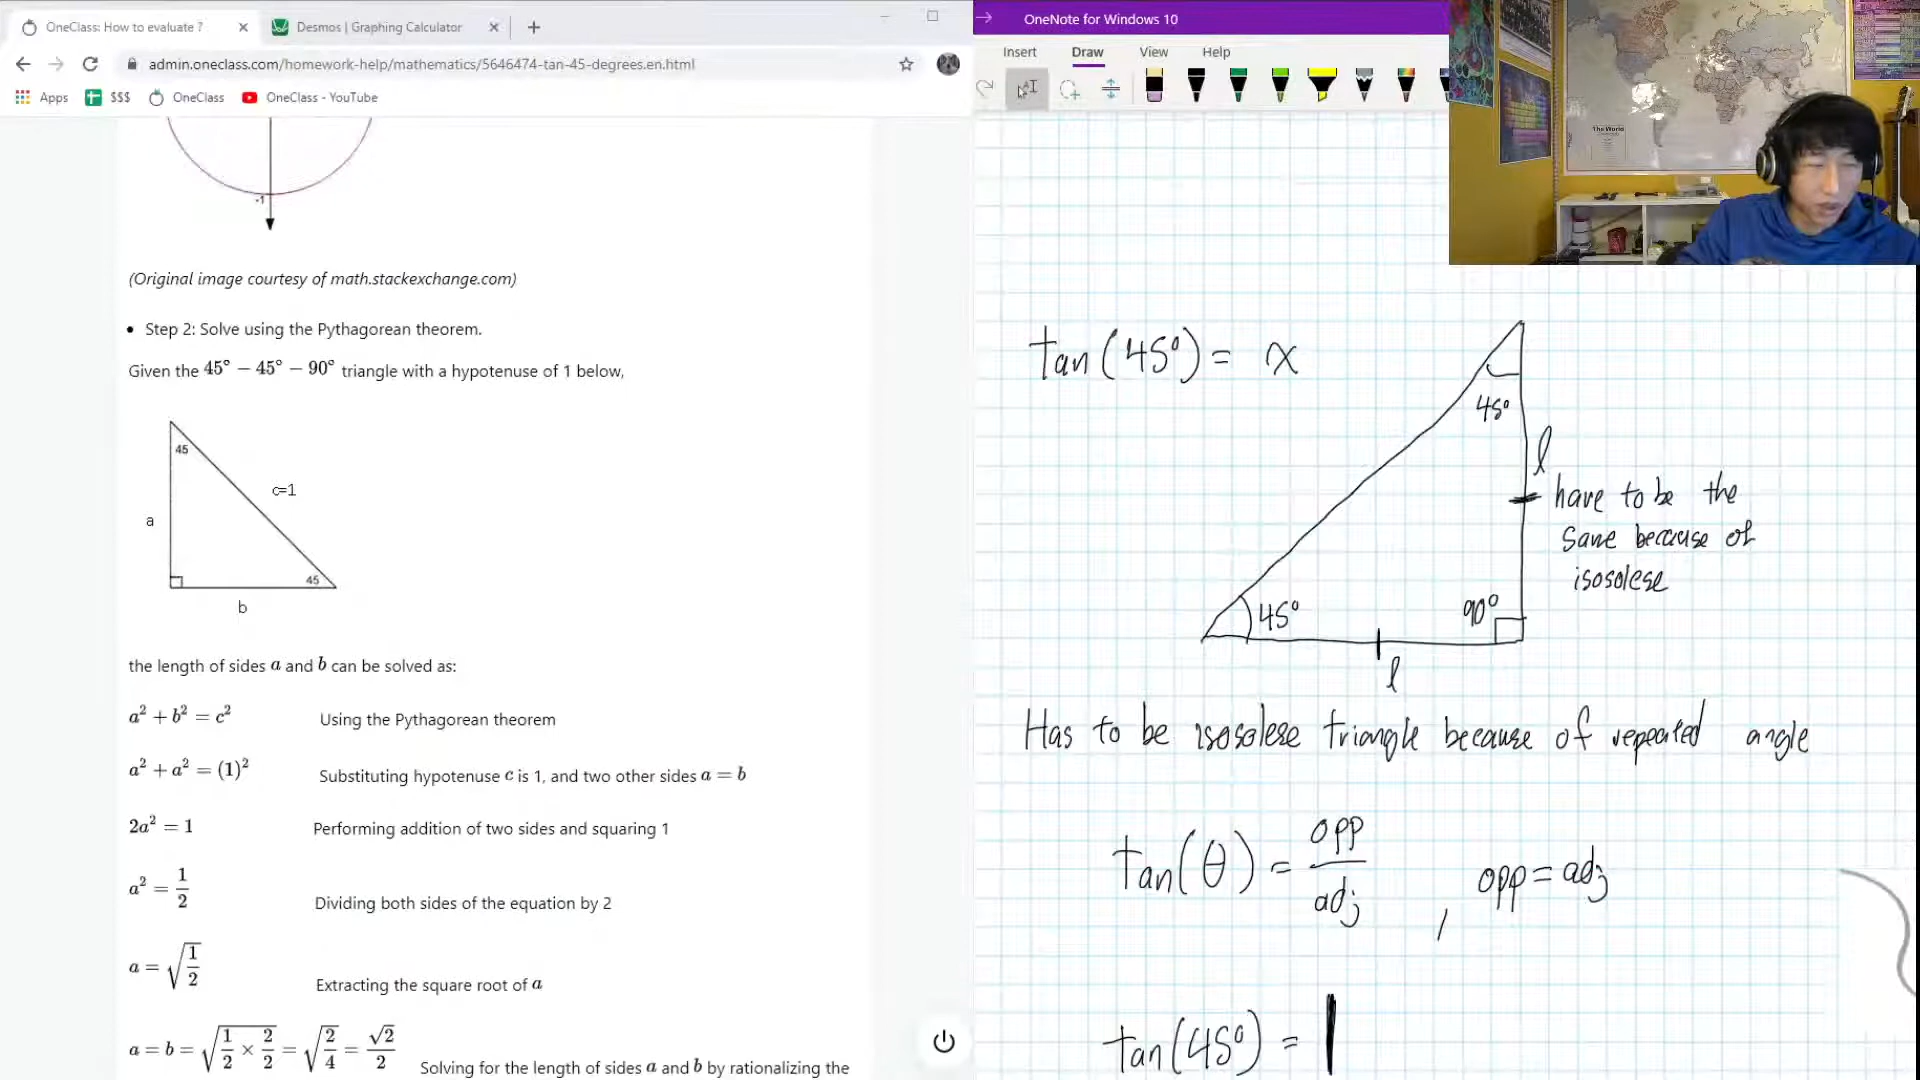 OneClass: How to evaluate ?
Desmos | Graphing Calculator
admin.oneclass.com/homework-help/mathematics/5646474-tan-45-degrees.en.html
Apps
$$$
OneClass
OneClass - YouTube
-1
(Original image courtesy of math.stackexchange.com)
• Step 2: Solve using the Pythagorean theorem.
Given the 45° − 45° − 90° triangle with a hypotenuse of 1 below,
45
c=1
a
45
b
the length of sides a and b can be solved as:
a² + b² = c² Using the Pythagorean theorem
a² + a² = (1)² Substituting hypotenuse c is 1, and two other sides a = b
2a² = 1 Performing addition of two sides and squaring 1
a² = 1/2 Dividing both sides of the equation by 2
a = √(1/2) Extracting the square root of a
a = b = √(1/2 × 2/2) = √(2/4) = √2/2 Solving for the length of sides a and b by rationalizing the
OneNote for Windows 10
Insert
Draw
View
Help
The World
tan(45°) = x
45°
l
have to be the
same because of
isosolese
45°
90°
l
Has to be isosolese triangle because of repeated angle
tan(θ) = opp/adj , opp = adj
tan(45°) = 1